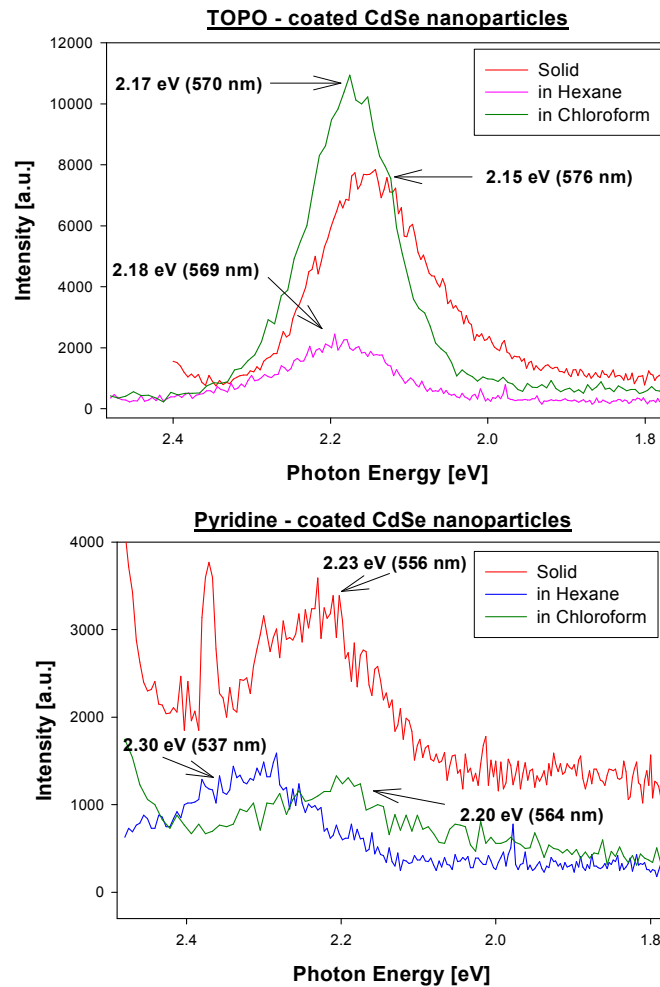 TOPO - coated CdSe nanoparticles
12000
10000
8000
6000
4000
2000
0
Intensity [a.u.]
2.17 eV (570 nm)
2.15 eV (576 nm)
2.18 eV (569 nm)
Solid
in Hexane
in Chloroform
2.4
2.2
2.0
1.8
Photon Energy [eV]
Pyridine - coated CdSe nanoparticles
4000
3000
2000
1000
0
Intensity [a.u.]
2.23 eV (556 nm)
Solid
in Hexane
in Chloroform
2.30 eV (537 nm)
2.20 eV (564 nm)
2.4
2.2
2.0
1.8
Photon Energy [eV]